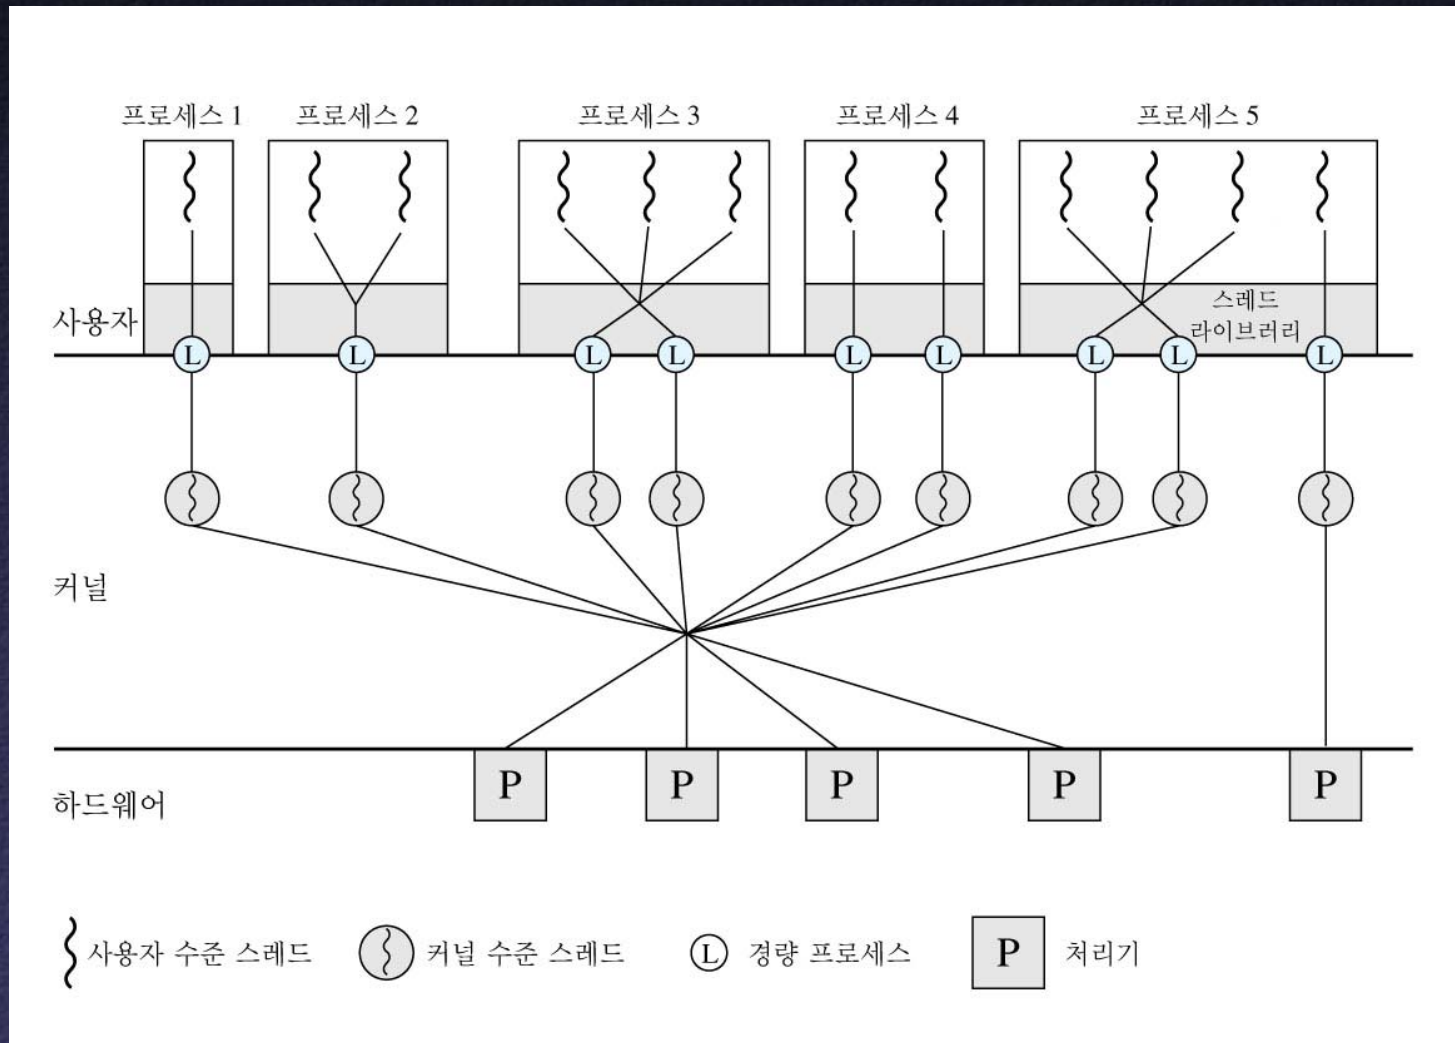 프로세스 1
프로세스 2
프로세스 3
프로세스 4
프로세스 5
사용자
스레드
라이브러리
L
L
L
L
L
L
L
L
L
커널
하드웨어
P
P
P
P
P
사용자 수준 스레드
커널 수준 스레드
L
경량 프로세스
P
처리기